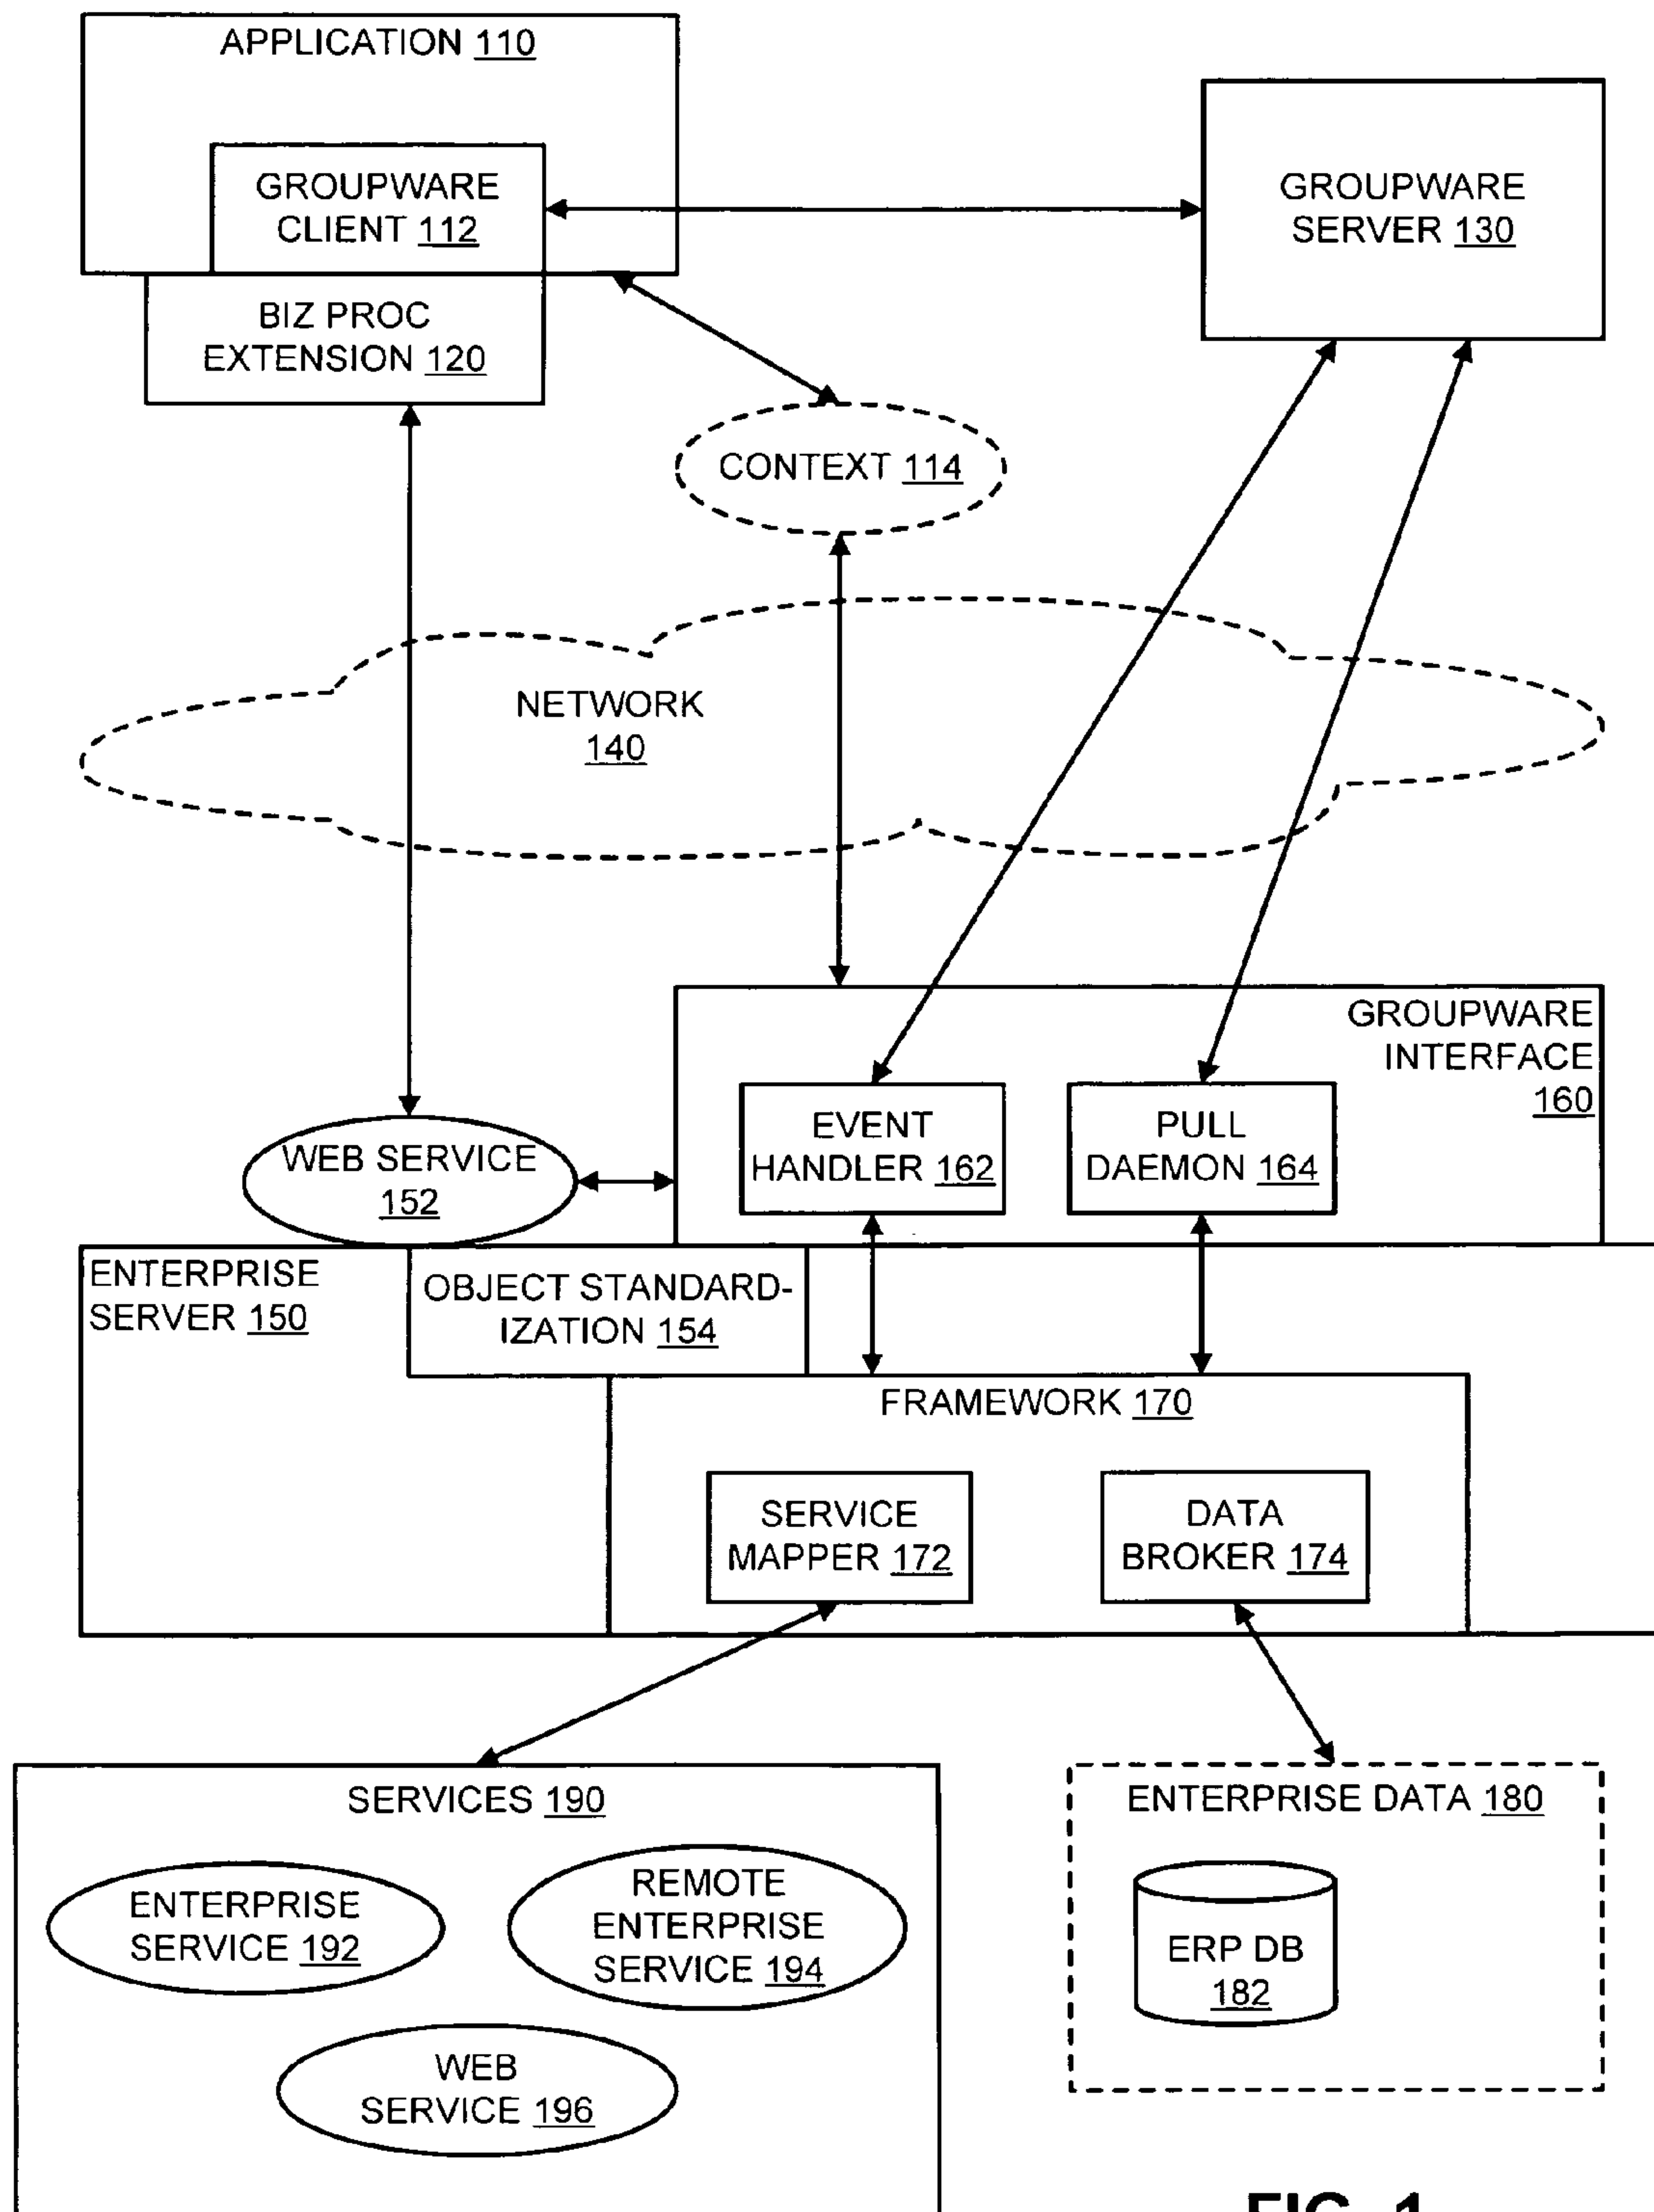 APPLICATION 110
GROUPWARE
CLIENT 112
GROUPWARE
SERVER 130
BIZ PROC
EXTENSION 120
CONTEXT 114
NETWORK
140
GROUPWARE
INTERFACE
160
EVENT
HANDLER 162
PULL
DAEMON 164
WEB SERVICE
152
ENTERPRISE
SERVER 150
OBJECT STANDARD-
IZATION 154
FRAMEWORK 170
SERVICE
MAPPER 172
DATA
BROKER 174
SERVICES 190
ENTERPRISE
SERVICE 192
REMOTE
ENTERPRISE
SERVICE 194
WEB
SERVICE 196
ENTERPRISE DATA 180
ERP DB
182
FIG. 1